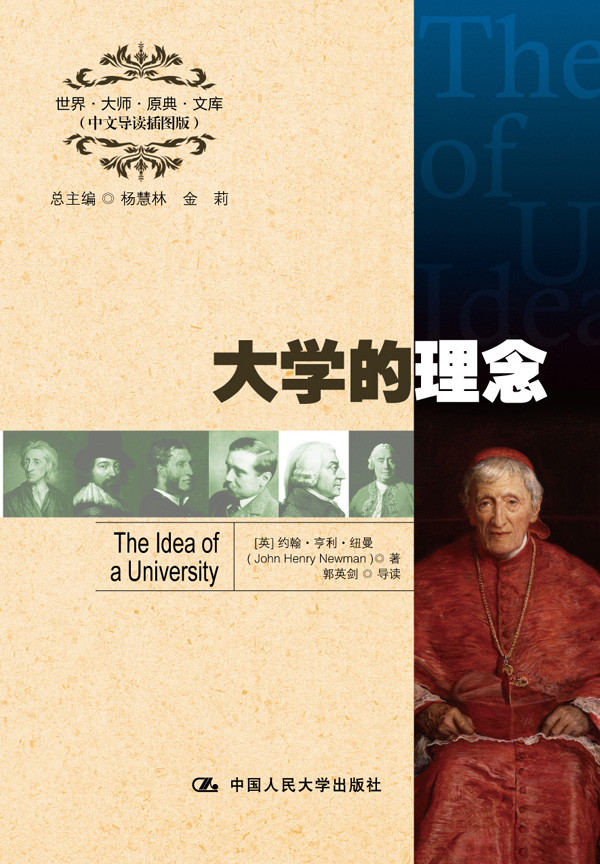 世界·大师·原典·文库
（中文导读插图版）
总主编 ◎ 杨慧林 金 莉
The
of
U
Idea
大学的理念
The Idea of
a University
[英] 约翰·亨利·纽曼
( John Henry Newman )◎ 著
郭英剑 ◎ 导读
中国人民大学出版社